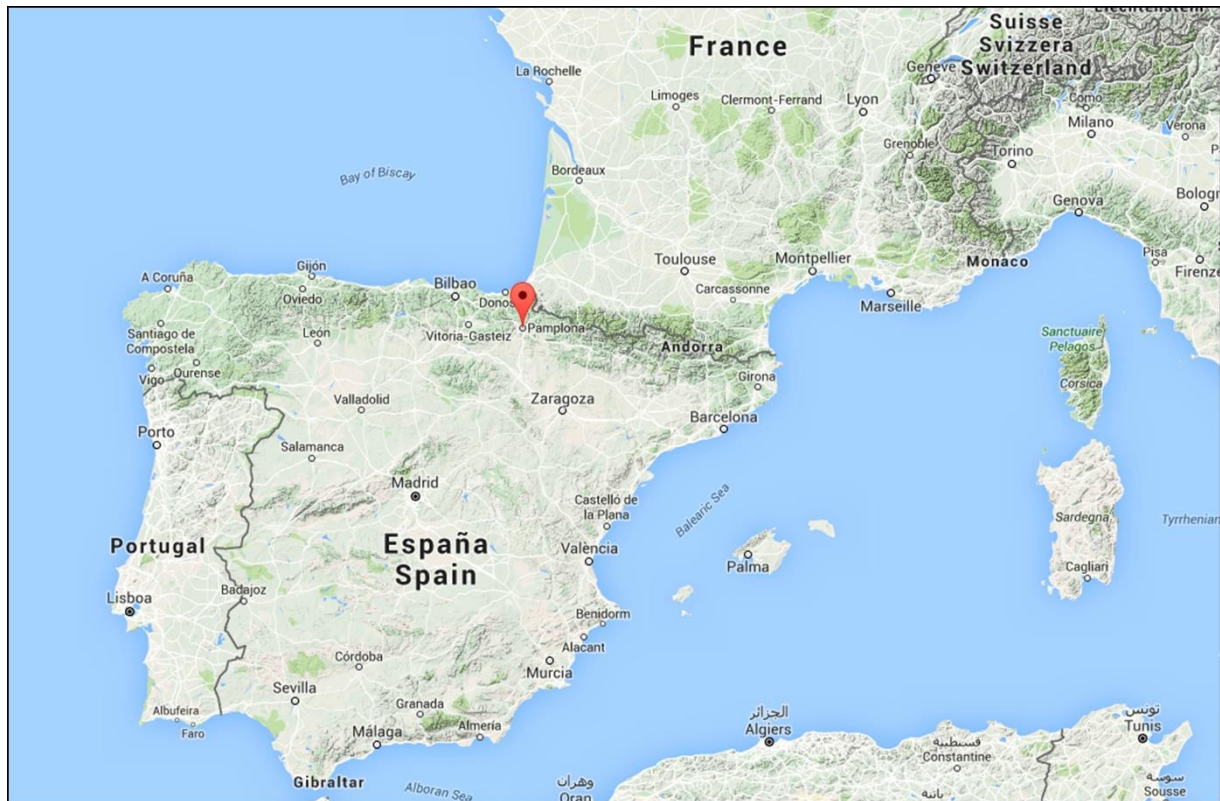 Liechtenstein
Suisse
Svizzera
Switzerland
France
La Rochelle
Genève
Limoges
Clermont-Ferrand
Lyon
Como
Milano
Verona
Grenoble
Torino
Bay of Biscay
Bordeaux
Genova
Bologn
Toulouse
Montpellier
Monaco
Pisa
Firenze
A Coruña
Gijón
Oviedo
Bilbao
Donos
Carcassonne
Marseille
Santiago de
Compostela
León
Vitoria-Gasteiz
Pamplona
Andorra
Sanctuaire
Pelagos
Corsica
Vigo
Ourense
Girona
Valladolid
Zaragoza
Barcelona
Porto
Salamanca
Madrid
Castelló de
la Plana
Balearic Sea
Sardegna
Tyrrhenian
Portugal
España
Spain
València
Palma
Cagliari
Lisboa
Badajoz
Benidorm
Alacant
Córdoba
Murcia
Sevilla
Albufeira
Faro
Granada
Almería
Málaga
الجزائر
Algiers
تونس
Tunis
قسنطينة
Constantine
Gibraltar
Alboran Sea
وهران
Oran
باتنة
سوسة
Sousse